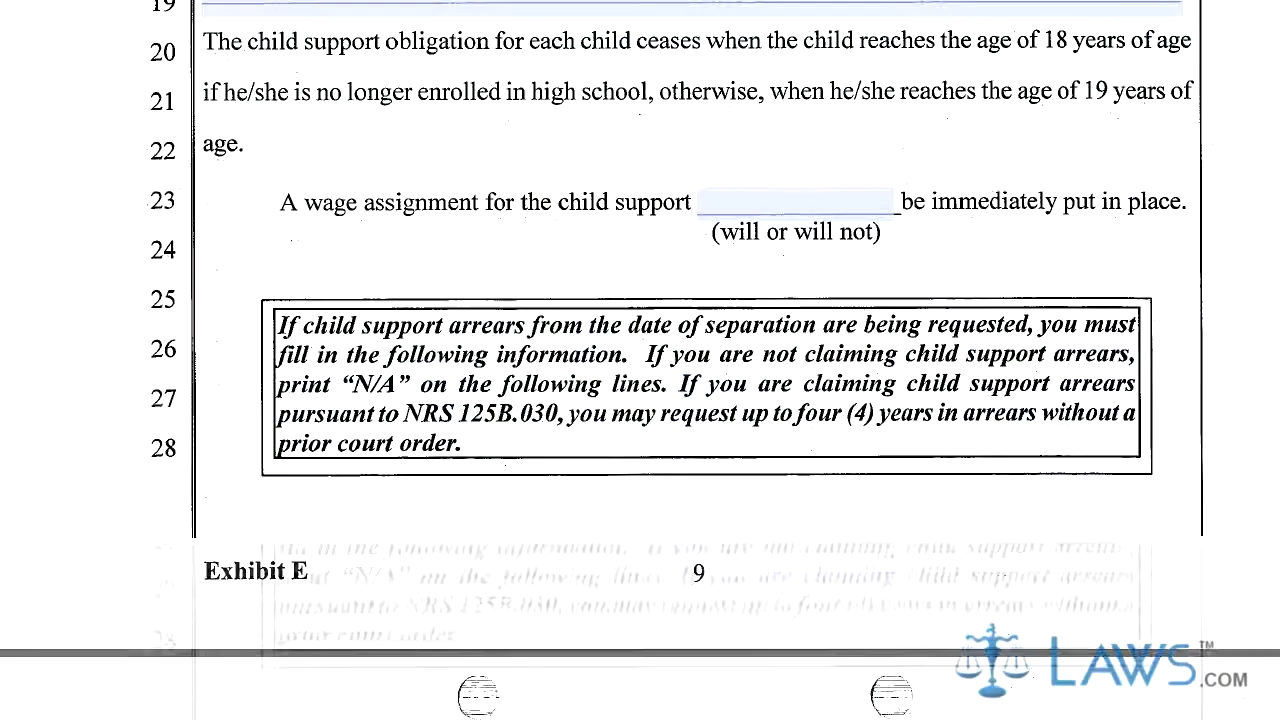 19
20 The child support obligation for each child ceases when the child reaches the age of 18 years of age
21 if he/she is no longer enrolled in high school, otherwise, when he/she reaches the age of 19 years of
22 age.
23 A wage assignment for the child support be immediately put in place.
(will or will not)
24
25
If child support arrears from the date of separation are being requested, you must
26 fill in the following information. If you are not claiming child support arrears,
27 print “N/A” on the following lines. If you are claiming child support arrears
pursuant to NRS 125B.030, you may request up to four (4) years in arrears without a
28 prior court order.
Exhibit E 9
LAWS™.COM